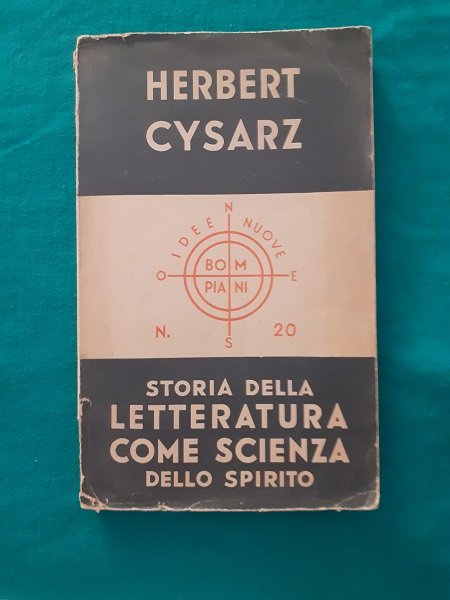 HERBERT
CYSARZ
N
IDEE NUOVE
BOM
O PIANI E
N. S 20
STORIA DELLA
LETTERATURA
COME SCIENZA
DELLO SPIRITO